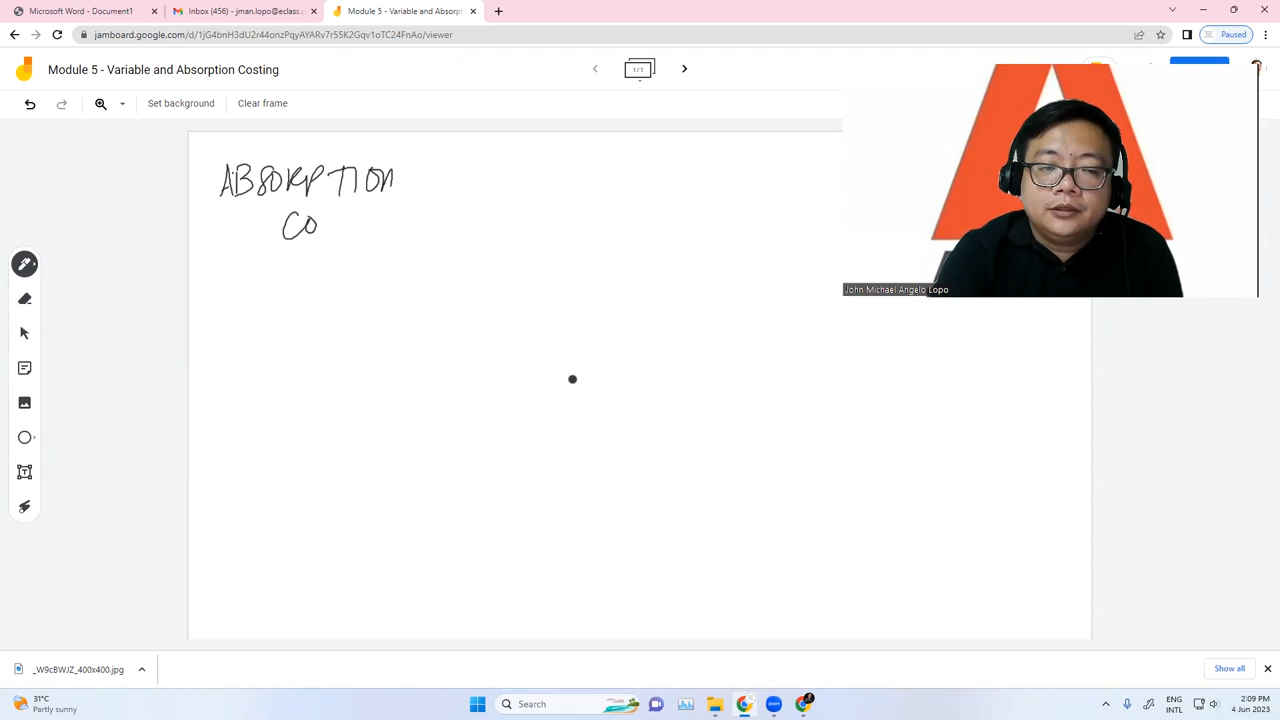 Microsoft Word - Document1
Inbox (456) - jman.lopo@eclass.
Module 5 - Variable and Absorpt
jamboard.google.com/d/1jG4bnH3dU2r44onzPqyAYARv7r55K2Gqv1oTC24FnAo/viewer
Paused
Module 5 - Variable and Absorption Costing
1/1
Set background
Clear frame
ABSORPTION
CO
John Michael Angelo Lopo
_W9cBWJZ_400x400.jpg
Show all
31°C
Partly sunny
Search
ENG
INTL
2:09 PM
4 Jun 2023